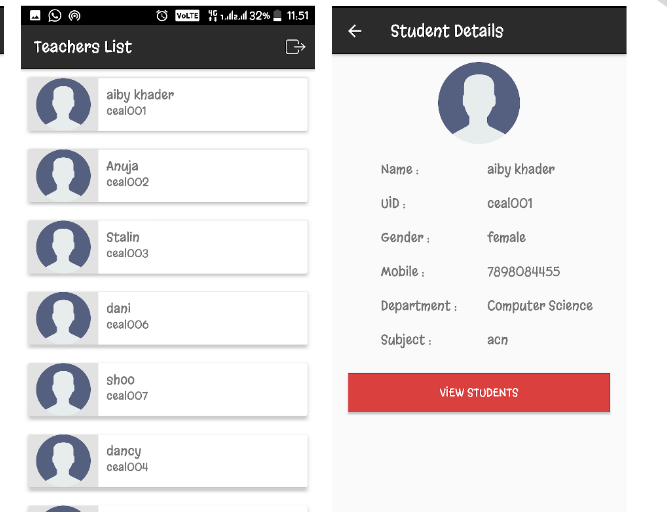 VoLTE 4G 32% 11:51
Teachers List
aiby khader
ceal001
Anuja
ceal002
Stalin
ceal003
dani
ceal006
shoo
ceal007
dancy
ceal004
Student Details
Name : aiby khader
UiD : ceal001
Gender : female
Mobile : 7898084455
Department : Computer Science
Subject : acn
ViEW STUDENTS